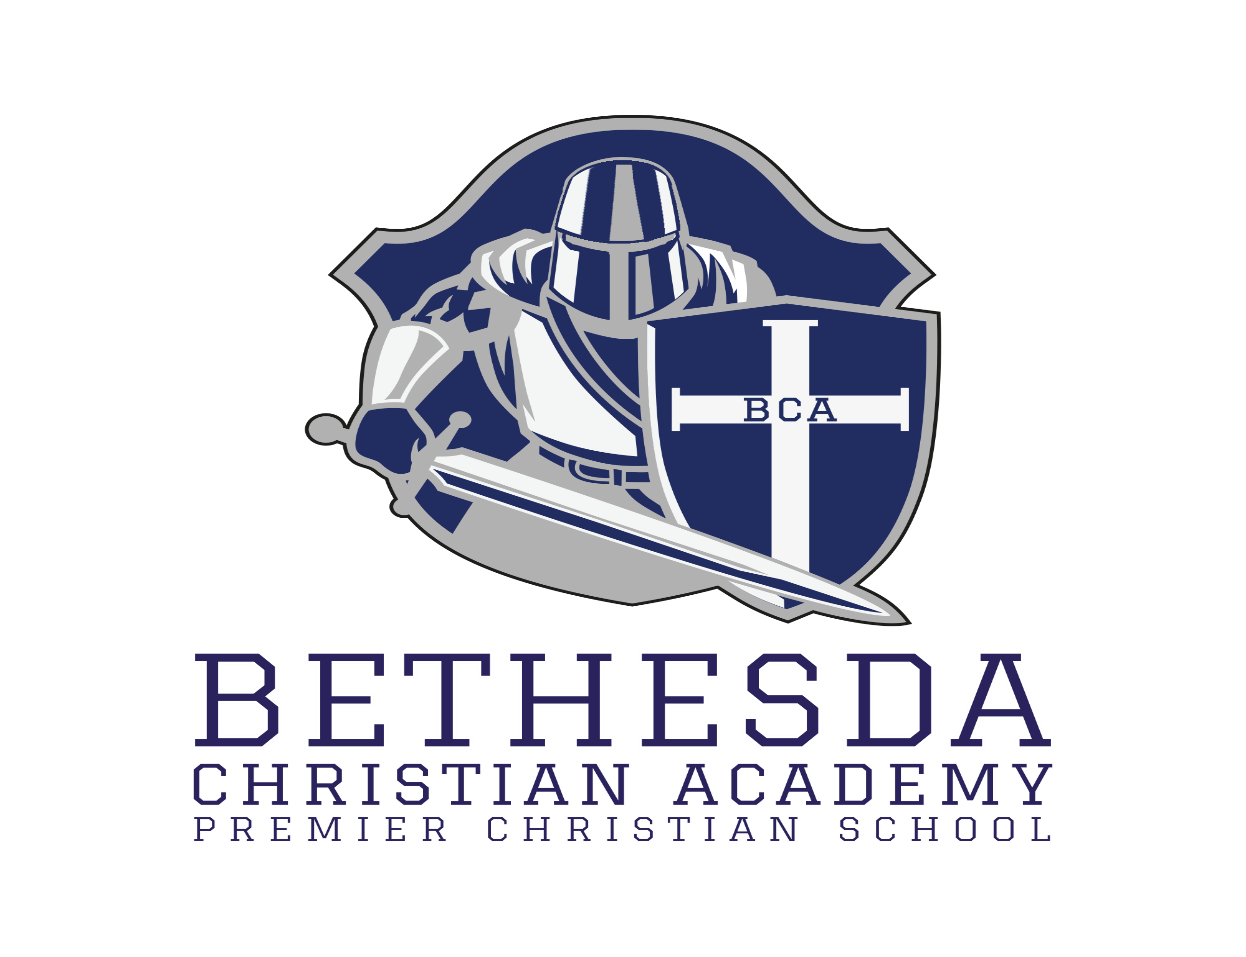 BCA
BETHESDA
CHRISTIAN ACADEMY
PREMIER CHRISTIAN SCHOOL